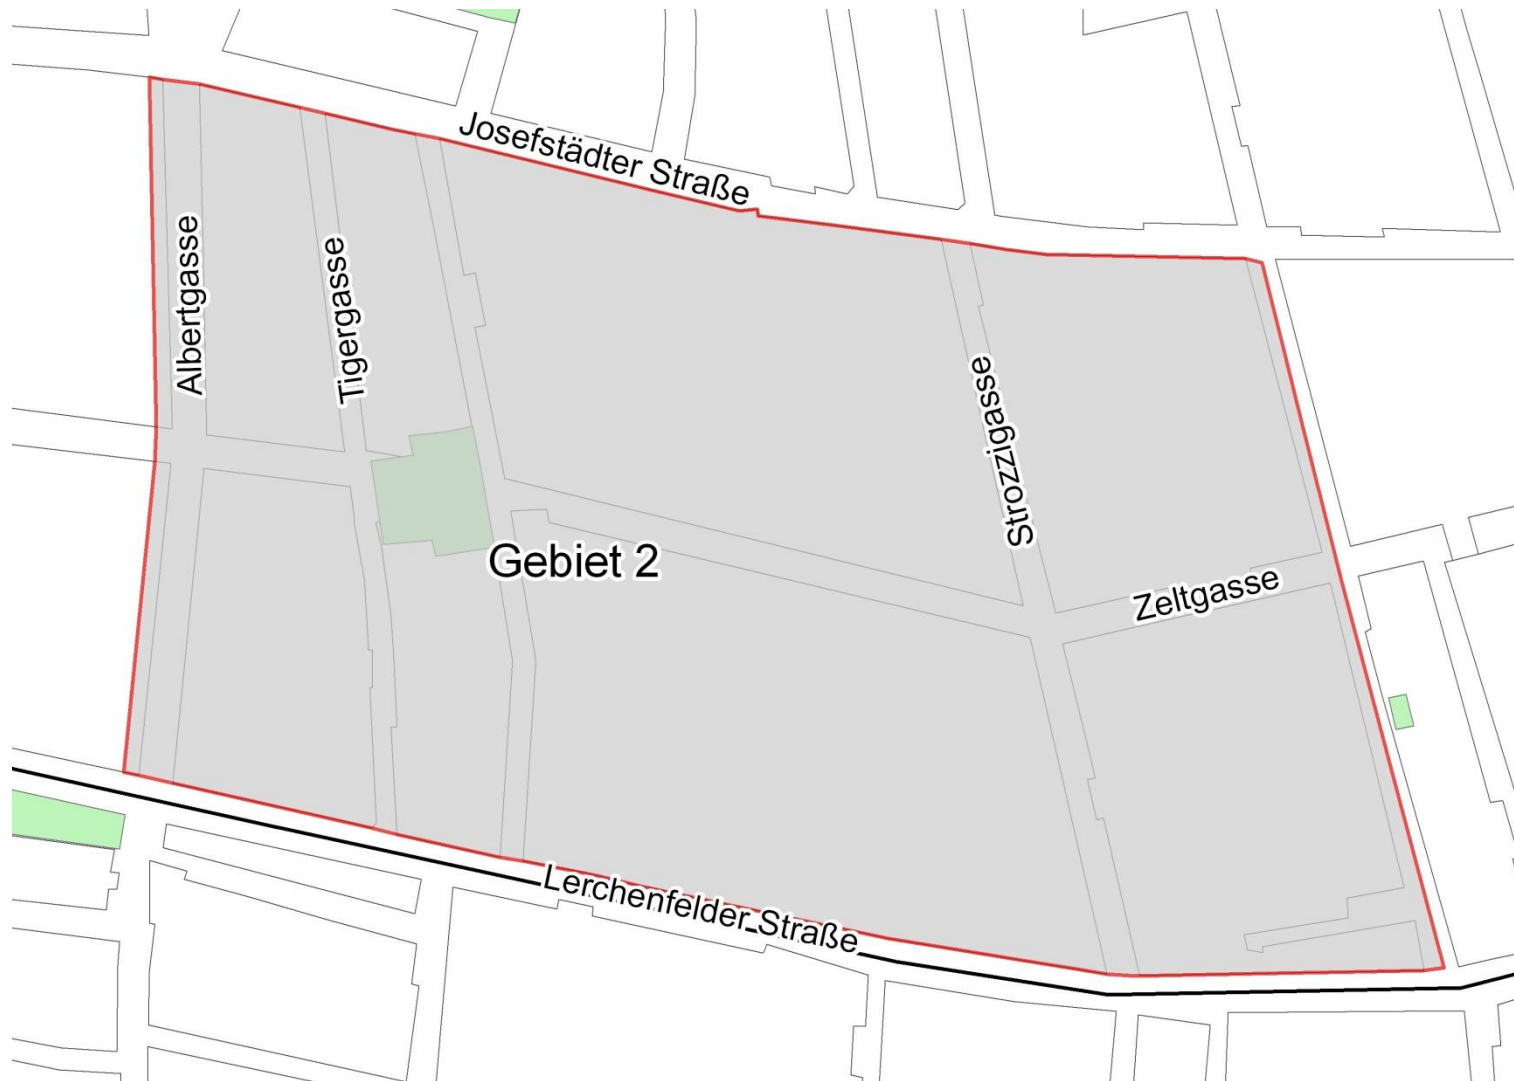 Josefstädter Straße
Albertgasse
Tigergasse
Strozzigasse
Gebiet 2
Zeltgasse
Lerchenfelder Straße